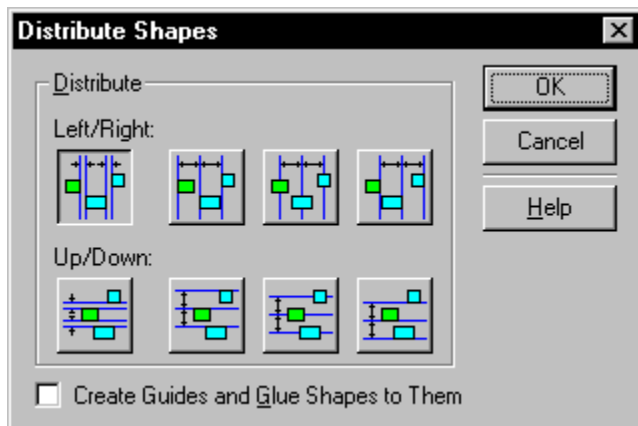 Distribute Shapes
Distribute
Left/Right:
Up/Down:
Create Guides and Glue Shapes to Them
OK
Cancel
Help